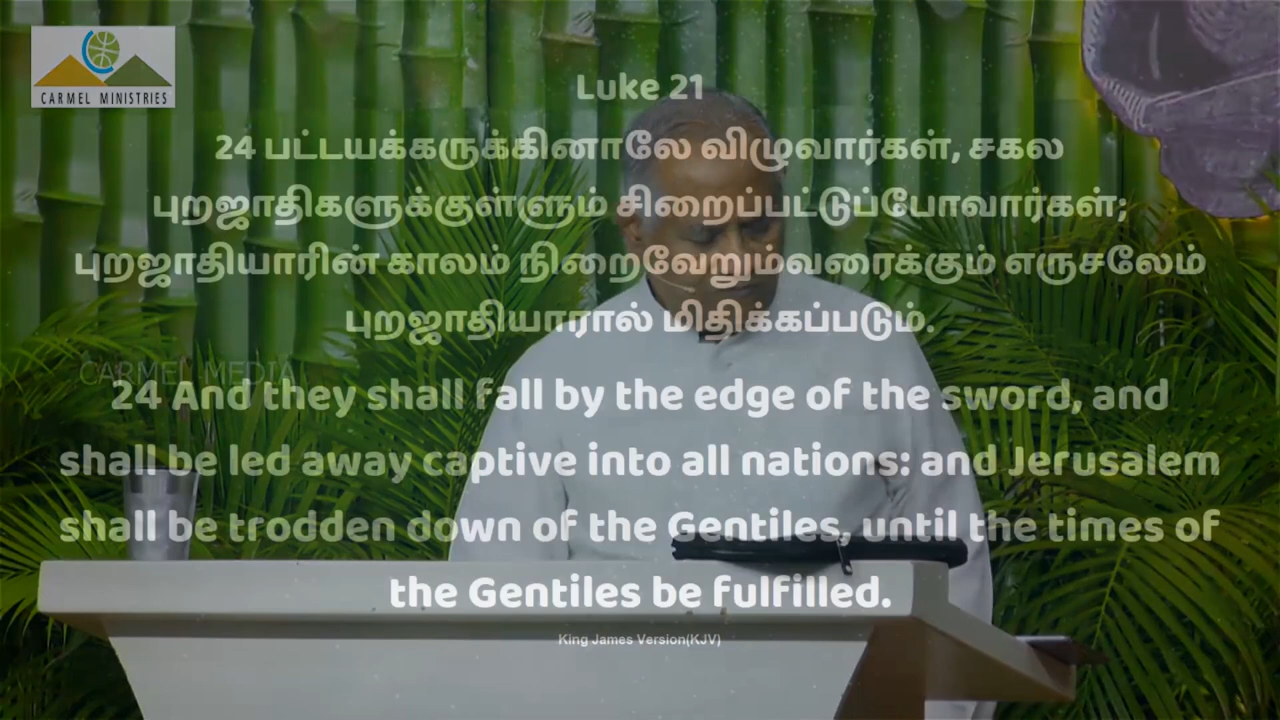 CARMEL MINISTRIES
Luke 21
24 பட்டயக்கருக்கினாலே விழுவார்கள், சகல
புறஜாதிகளுக்குள்ளும் சிறைப்பட்டுப்போவார்கள்;
புறஜாதியாரின்காலம் நிறைவேறும்வரைக்கும் எருசலேம்
புறஜாதியாரால் மிதிக்கப்படும்.
CARMEL MEDIA
24 And they shall fall by the edge of the sword, and
shall be led away captive into all nations: and Jerusalem
shall be trodden down of the Gentiles, until the times of
the Gentiles be fulfilled.
King James Version(KJV)